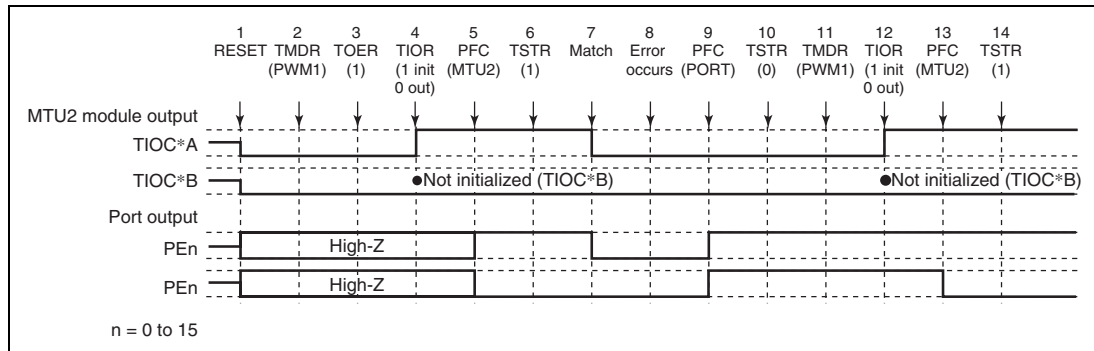 1 2 3 4 5 6 7 8 9 10 11 12 13 14
RESET TMDR TOER TIOR PFC TSTR Match Error PFC TSTR TMDR TIOR PFC TSTR
(PWM1) (1) (1 init (MTU2) (1) occurs (PORT) (0) (PWM1) (1 init (MTU2) (1)
0 out) 0 out)
MTU2 module output
TIOC*A
TIOC*B ●Not initialized (TIOC*B) ●Not initialized (TIOC*B)
Port output
PEn High-Z
PEn High-Z
n = 0 to 15